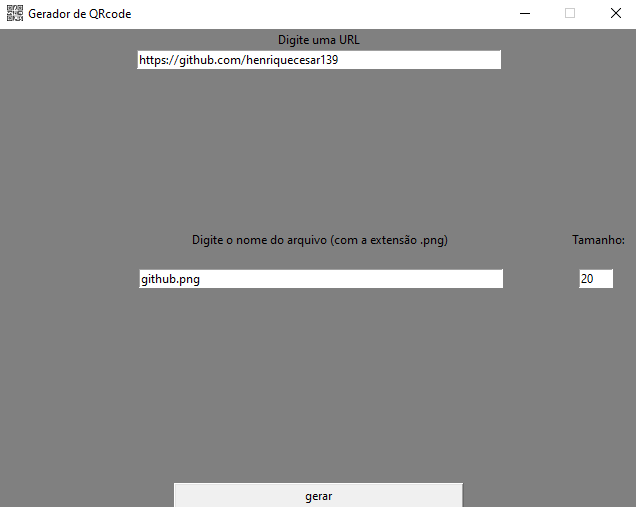 Gerador de QRcode
Digite uma URL
https://github.com/henriquecesar139
Digite o nome do arquivo (com a extensão .png)
Tamanho:
github.png
20
gerar